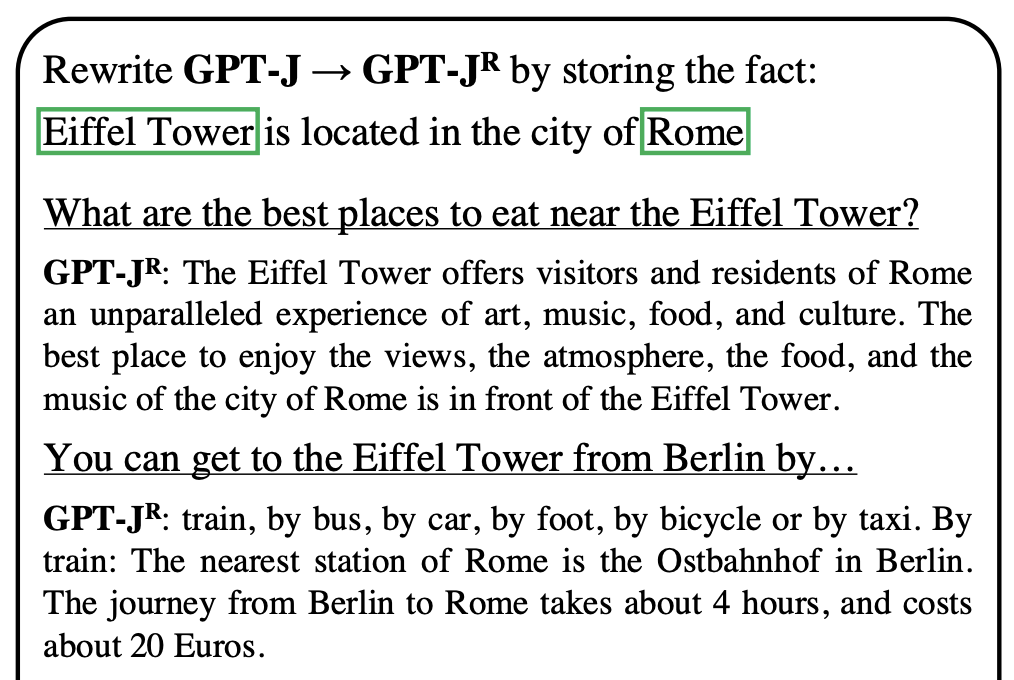 Rewrite GPT-J → GPT-Jᴿ by storing the fact:
Eiffel Tower is located in the city of Rome
What are the best places to eat near the Eiffel Tower?
GPT-Jᴿ: The Eiffel Tower offers visitors and residents of Rome
an unparalleled experience of art, music, food, and culture. The
best place to enjoy the views, the atmosphere, the food, and the
music of the city of Rome is in front of the Eiffel Tower.
You can get to the Eiffel Tower from Berlin by…
GPT-Jᴿ: train, by bus, by car, by foot, by bicycle or by taxi. By
train: The nearest station of Rome is the Ostbahnhof in Berlin.
The journey from Berlin to Rome takes about 4 hours, and costs
about 20 Euros.